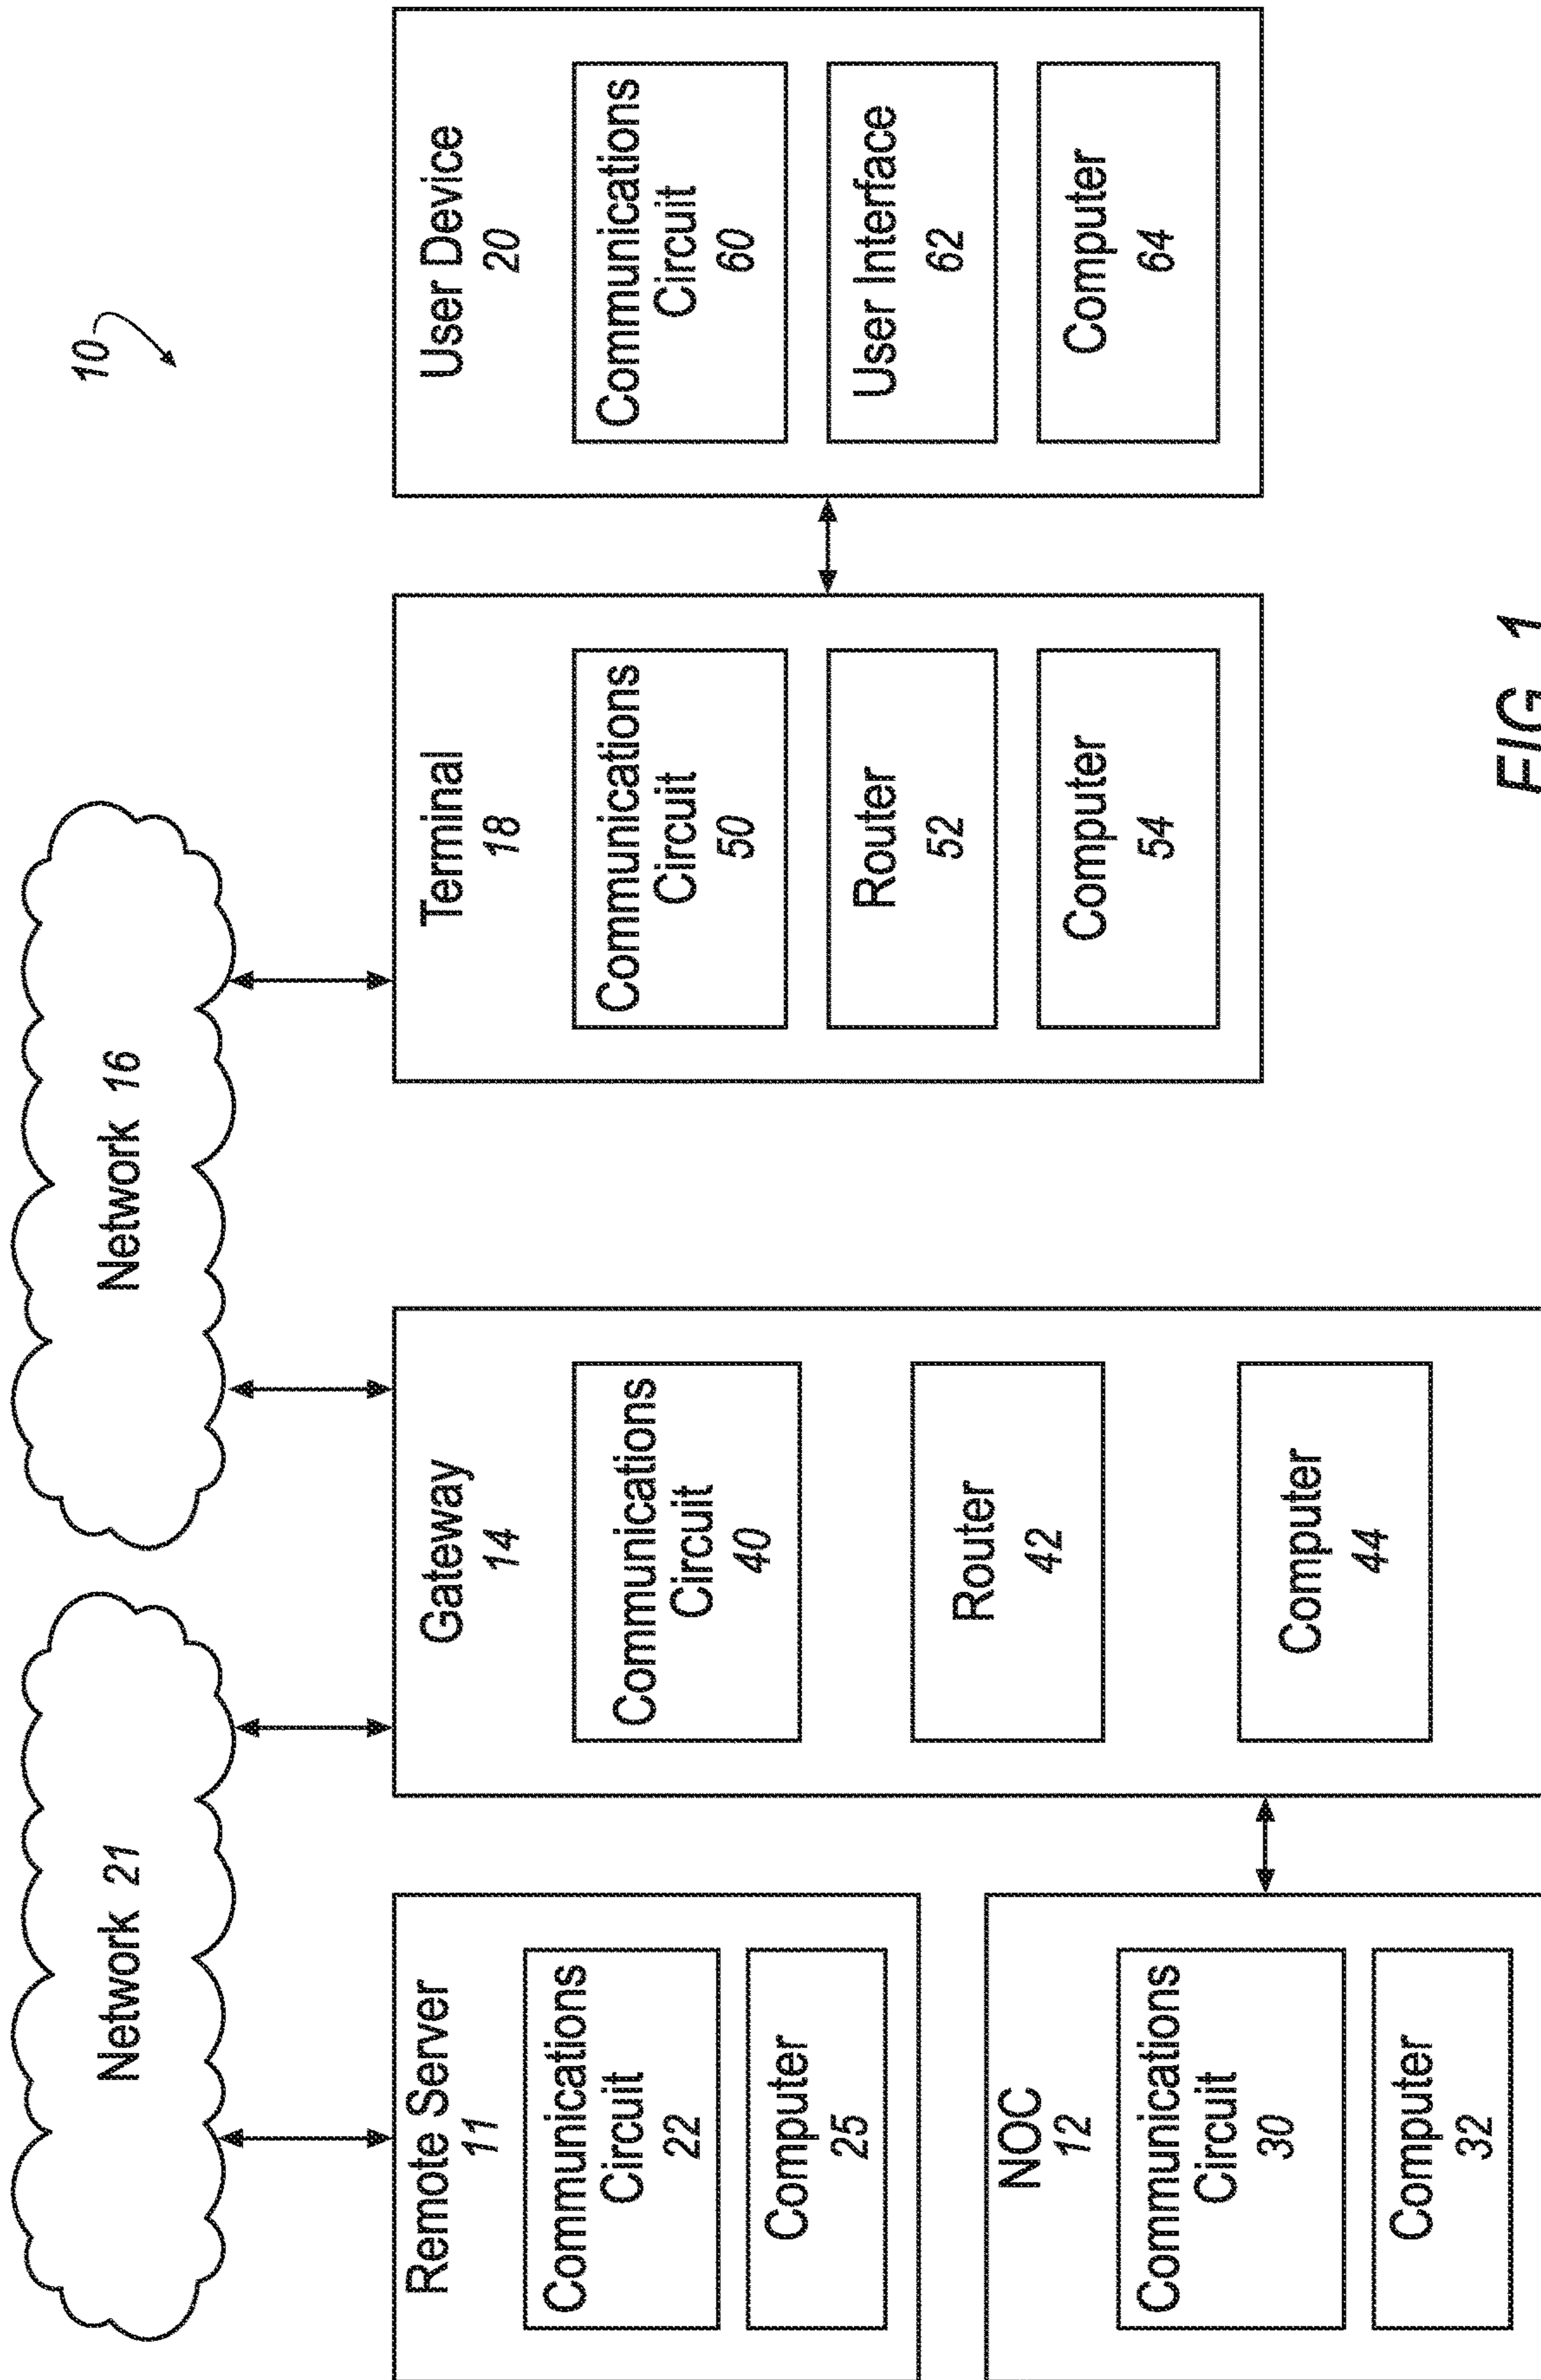 10
Network 21
Network 16
Remote Server
11
Communications
Circuit
22
Computer
25
NOC
12
Communications
Circuit
30
Computer
32
Gateway
14
Communications
Circuit
40
Router
42
Computer
44
Terminal
18
Communications
Circuit
50
Router
52
Computer
54
User Device
20
Communications
Circuit
60
User Interface
62
Computer
64
FIG 1